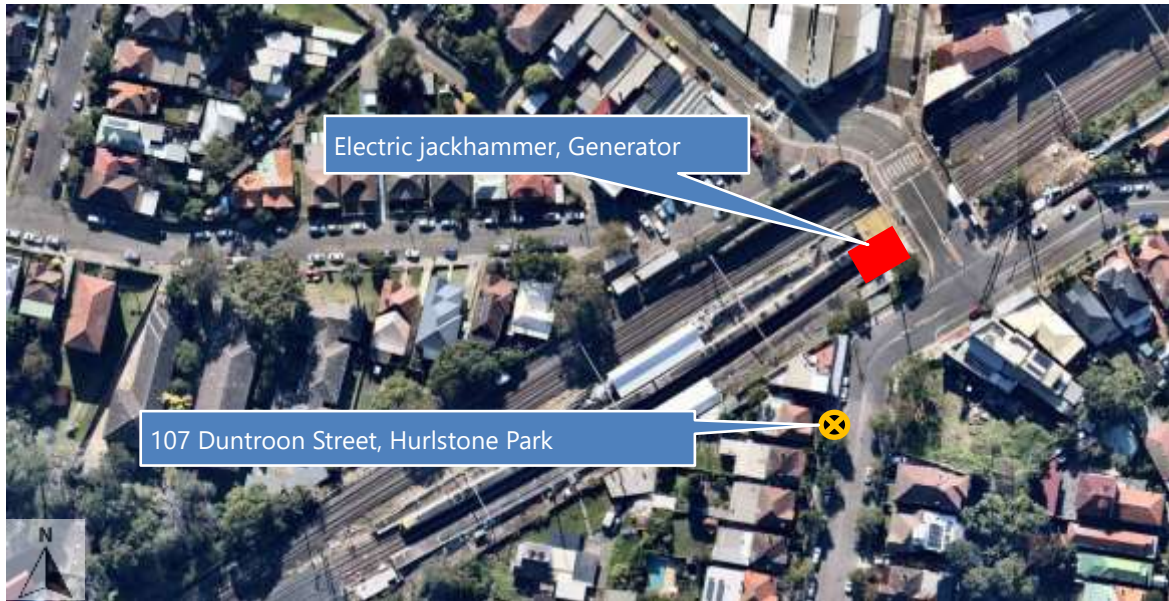 Electric jackhammer, Generator
107 Duntroon Street, Hurlstone Park
N